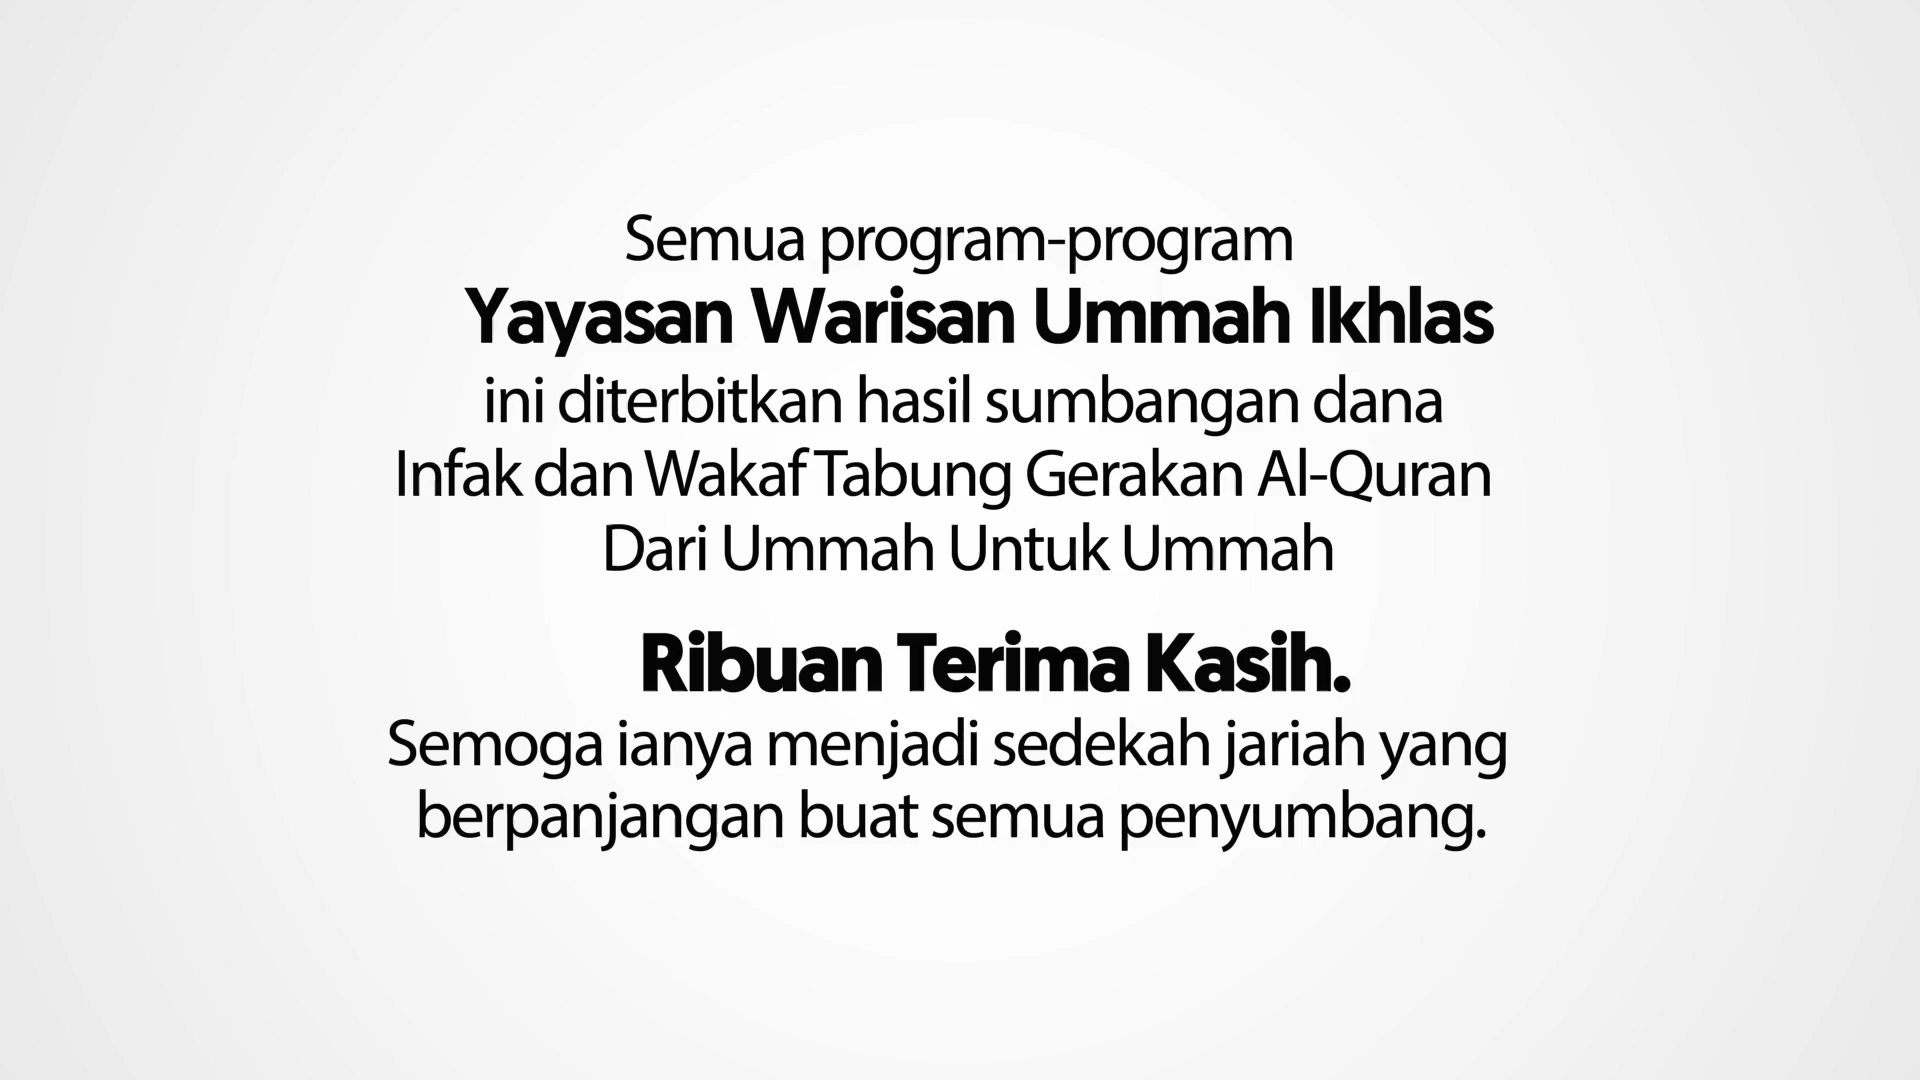 Semua program-program
Yayasan Warisan Ummah Ikhlas
ini diterbitkan hasil sumbangan dana
Infak dan Wakaf Tabung Gerakan Al-Quran
Dari Ummah Untuk Ummah
Ribuan Terima Kasih.
Semoga ianya menjadi sedekah jariah yang
berpanjangan buat semua penyumbang.